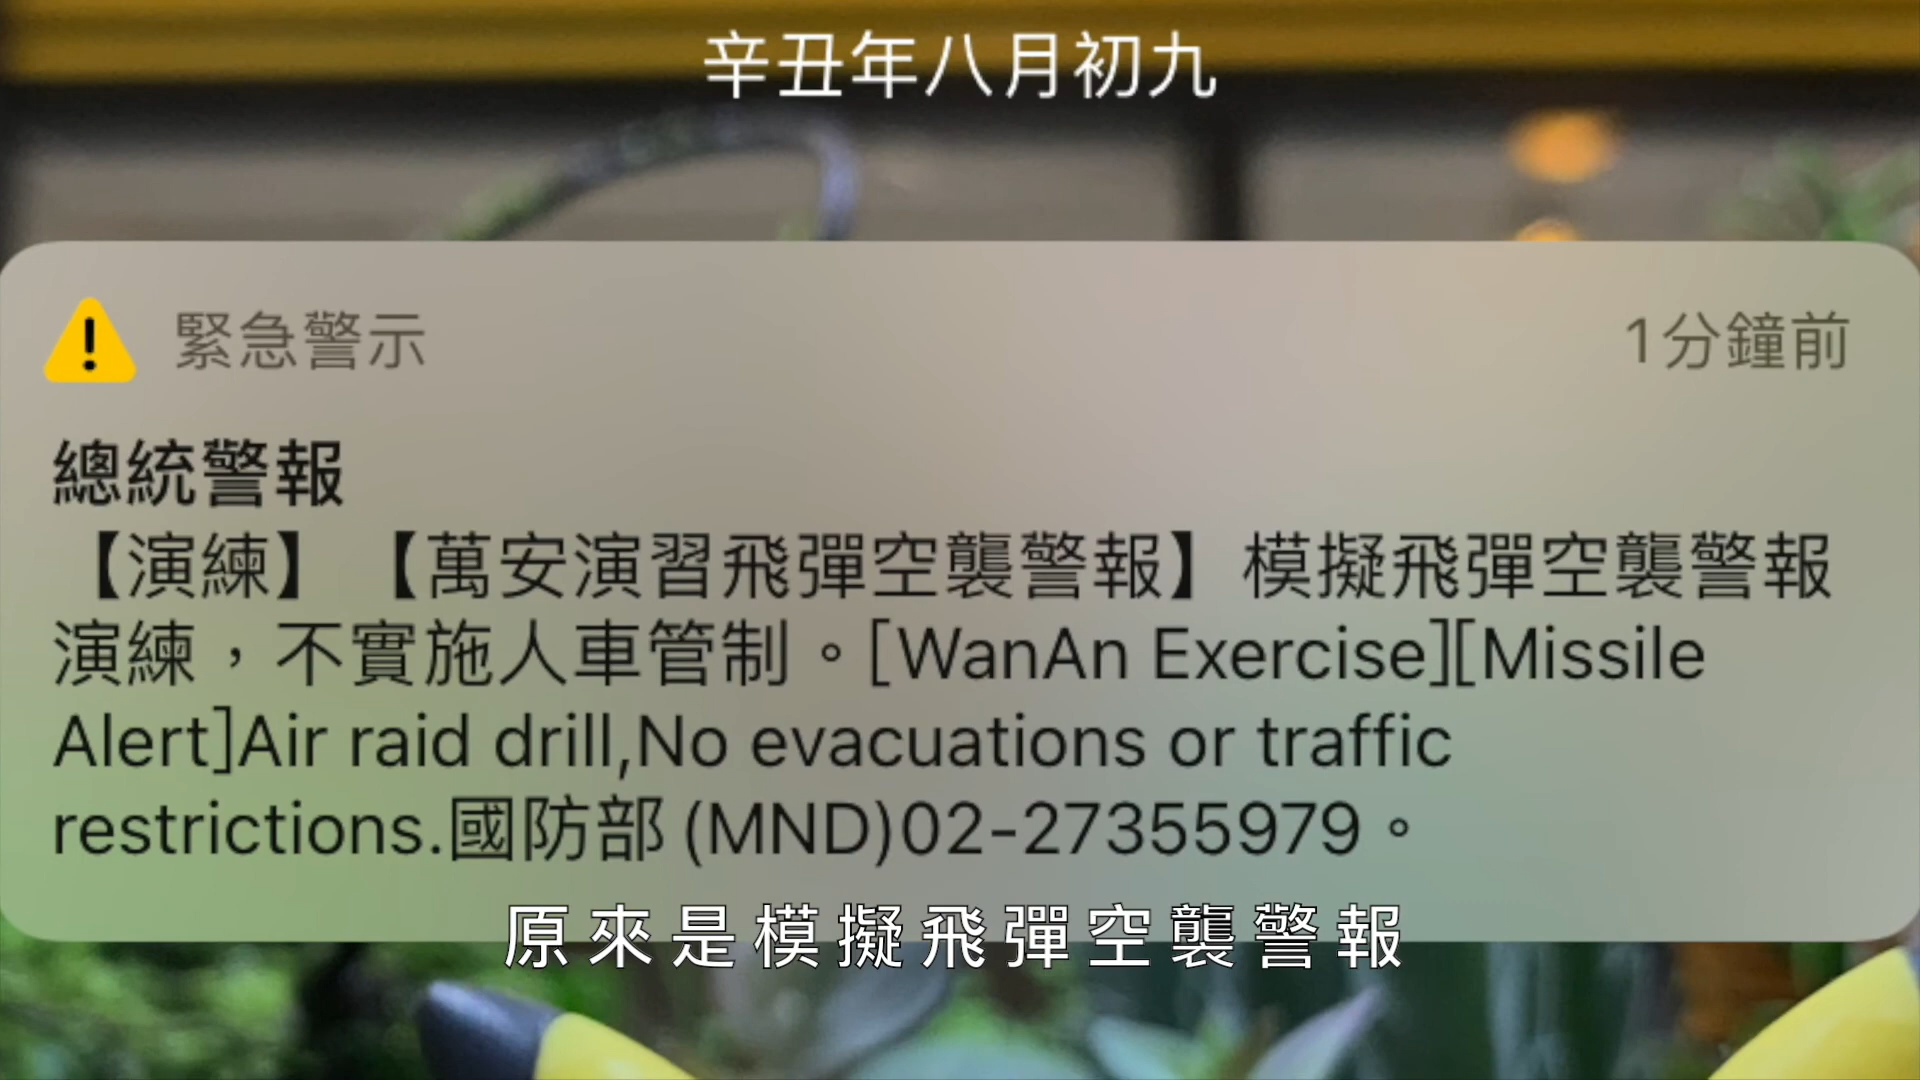 辛丑年八月初九
緊急警示
1分鐘前
總統警報
【演練】【萬安演習飛彈空襲警報】模擬飛彈空襲警報
演練，不實施人車管制。[WanAn Exercise][Missile
Alert]Air raid drill,No evacuations or traffic
restrictions.國防部(MND)02-27355979。
原來是模擬飛彈空襲警報